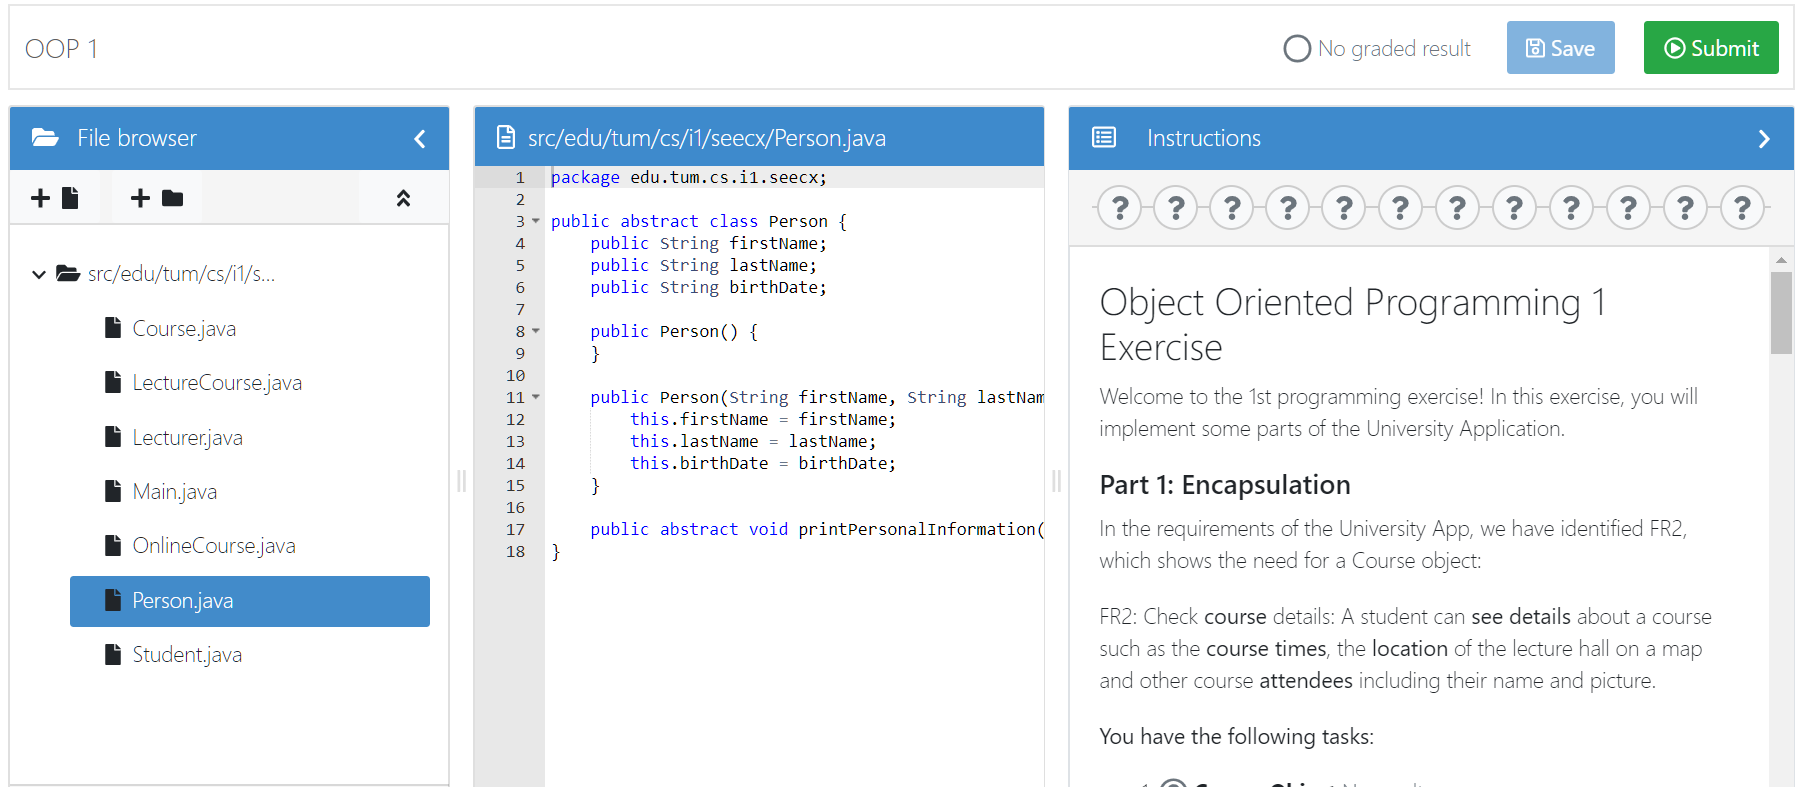 OOP 1
No graded result
Save
Submit
File browser
src/edu/tum/cs/i1/s...
Course.java
LectureCourse.java
Lecturer.java
Main.java
OnlineCourse.java
Person.java
Student.java
src/edu/tum/cs/i1/seecx/Person.java
1 package edu.tum.cs.i1.seecx;
2
3 public abstract class Person {
4 public String firstName;
5 public String lastName;
6 public String birthDate;
7
8 public Person() {
9 }
10
11 public Person(String firstName, String lastNam
12 this.firstName = firstName;
13 this.lastName = lastName;
14 this.birthDate = birthDate;
15 }
16
17 public abstract void printPersonalInformation(
18 }
Instructions
? ? ? ? ? ? ? ? ? ? ? ?
Object Oriented Programming 1
Exercise
Welcome to the 1st programming exercise! In this exercise, you will
implement some parts of the University Application.
Part 1: Encapsulation
In the requirements of the University App, we have identified FR2,
which shows the need for a Course object:
FR2: Check course details: A student can see details about a course
such as the course times, the location of the lecture hall on a map
and other course attendees including their name and picture.
You have the following tasks: